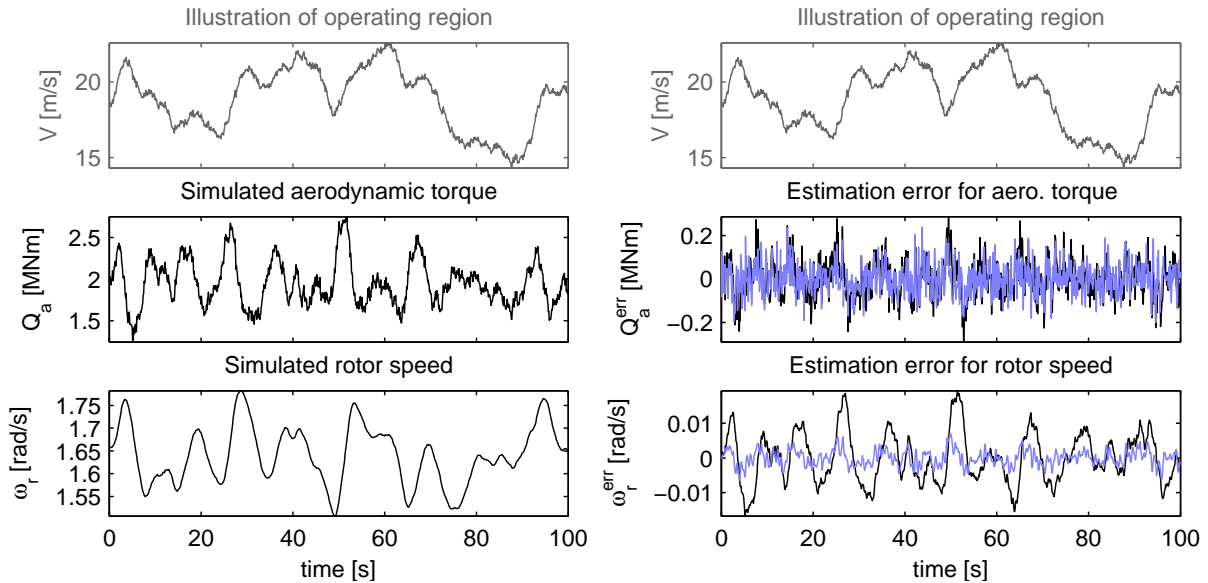 Illustration of operating region
20
15
V [m/s]
Simulated aerodynamic torque
2.5
2
1.5
Q_a [MNm]
Simulated rotor speed
1.75
1.7
1.65
1.6
1.55
ω_r [rad/s]
0 20 40 60 80 100
time [s]
Illustration of operating region
20
15
V [m/s]
Estimation error for aero. torque
0.2
0
−0.2
Q_a^err [MNm]
Estimation error for rotor speed
0.01
0
−0.01
ω_r^err [rad/s]
0 20 40 60 80 100
time [s]